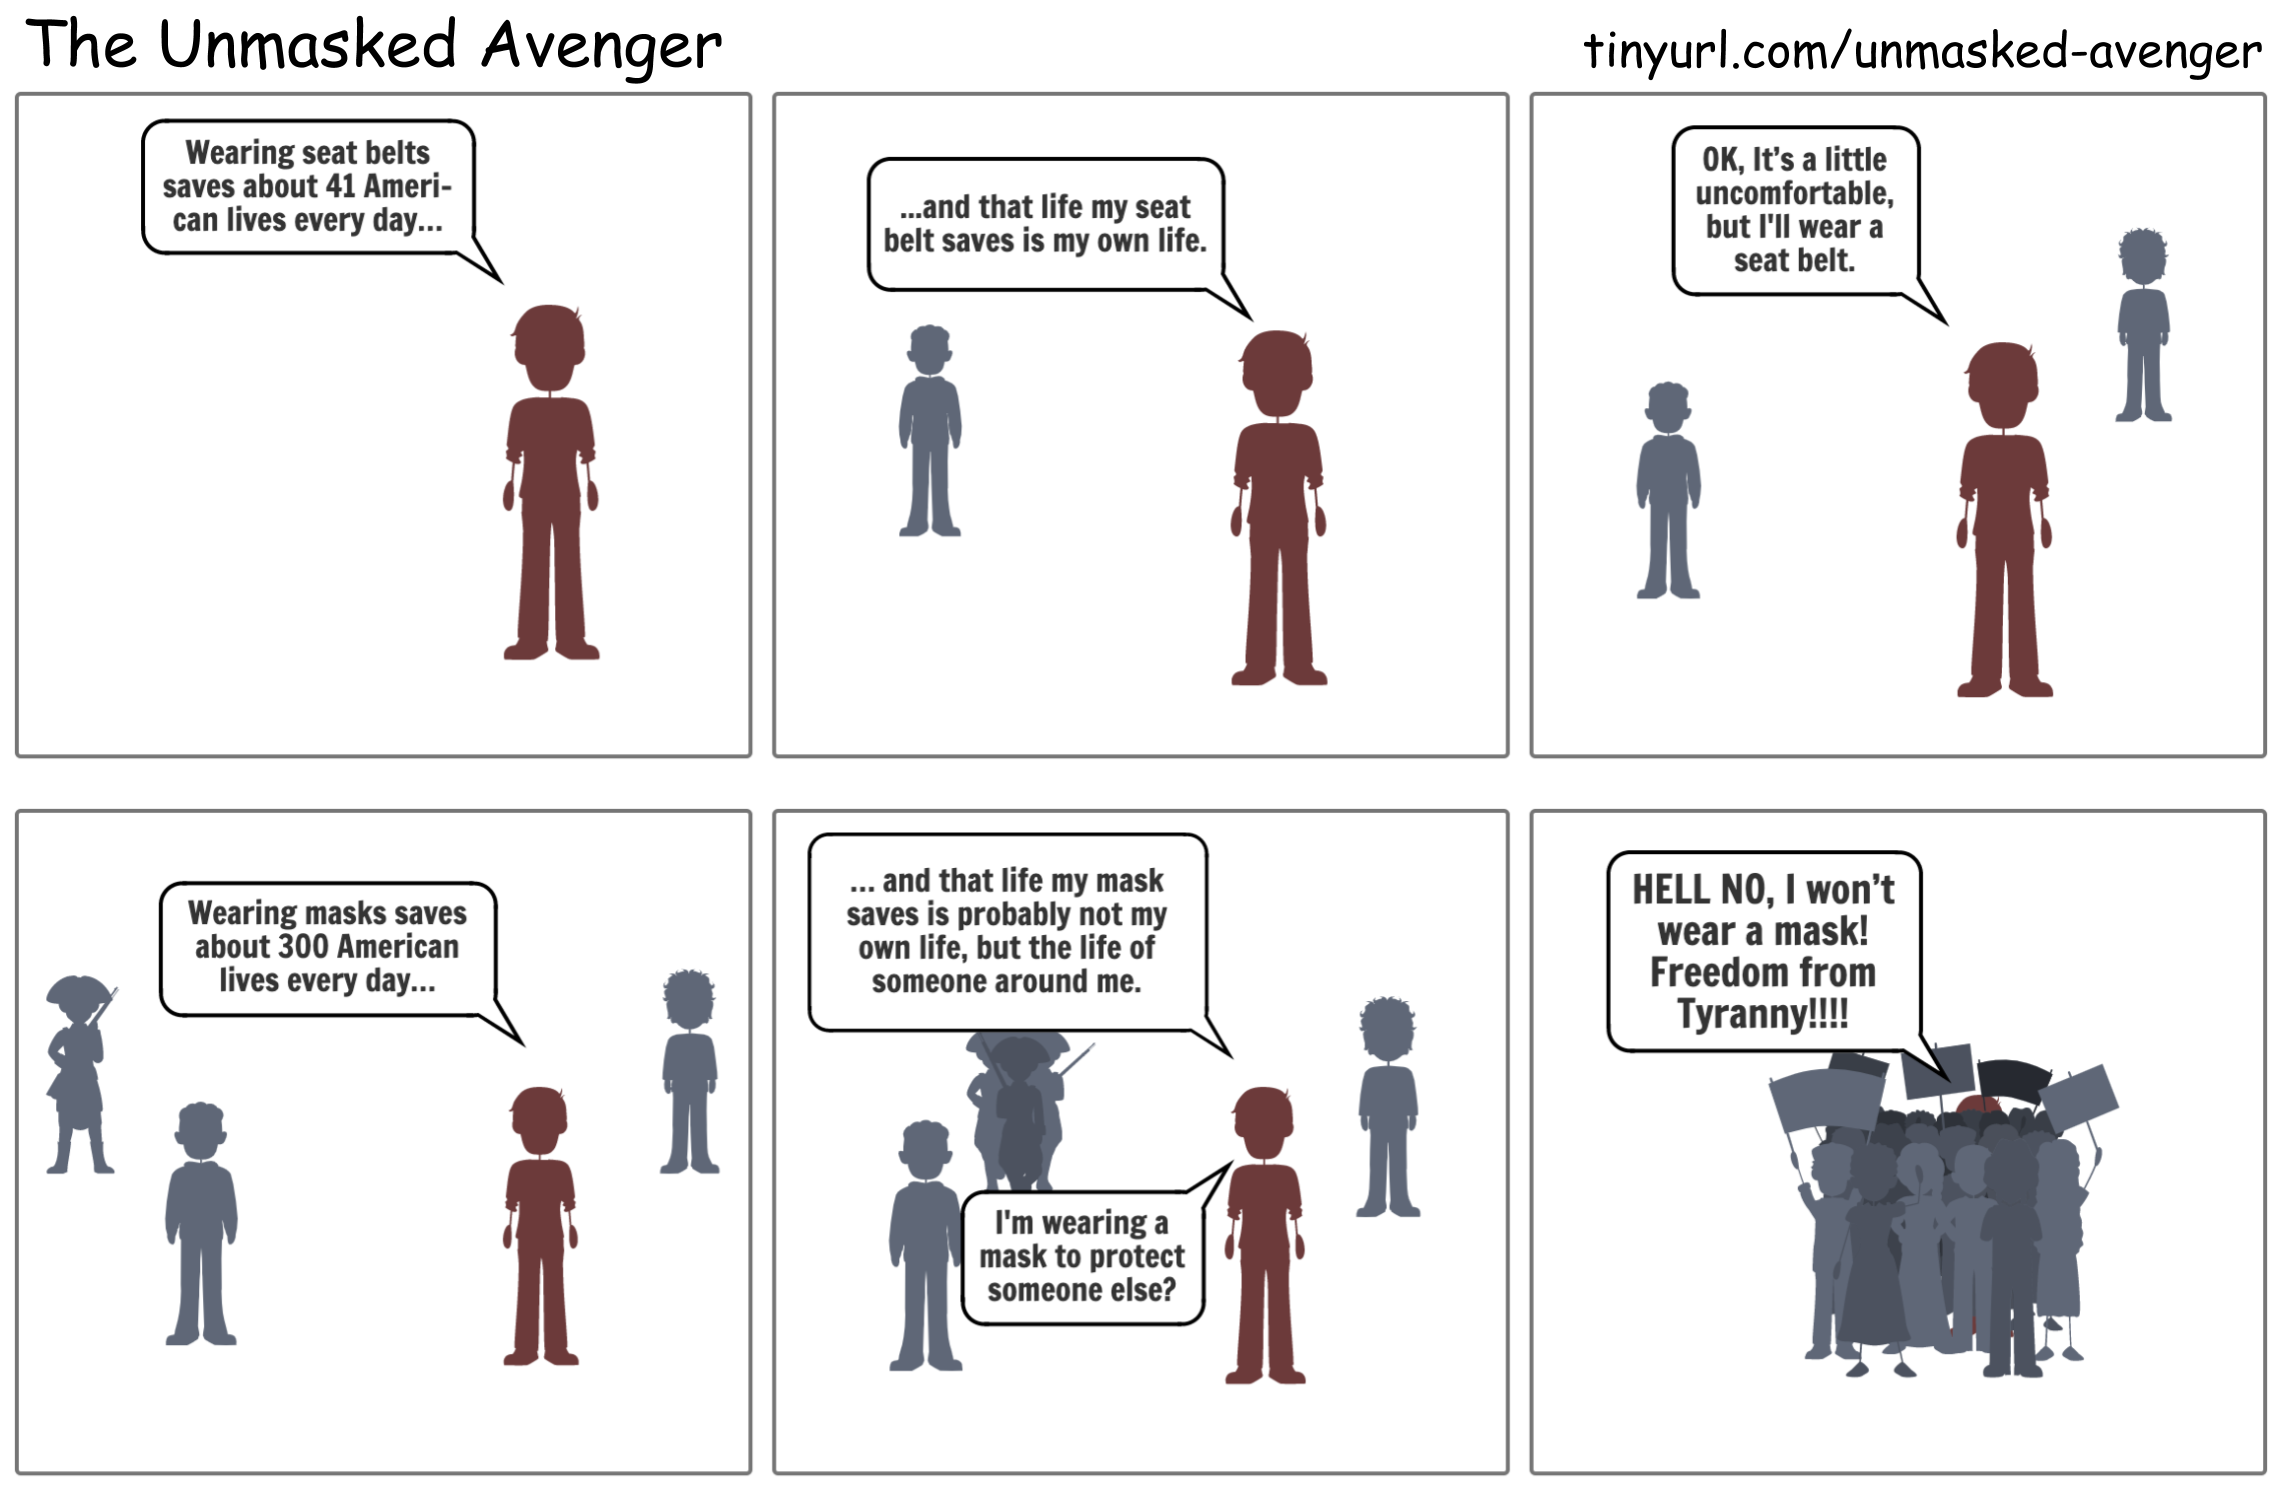 The Unmasked Avenger
tinyurl.com/unmasked-avenger
Wearing seat belts
saves about 41 Ameri-
can lives every day...
...and that life my seat
belt saves is my own life.
OK, It's a little
uncomfortable,
but I'll wear a
seat belt.
Wearing masks saves
about 300 American
lives every day...
... and that life my mask
saves is probably not my
own life, but the life of
someone around me.
I'm wearing a
mask to protect
someone else?
HELL NO, I won't
wear a mask!
Freedom from
Tyranny!!!!